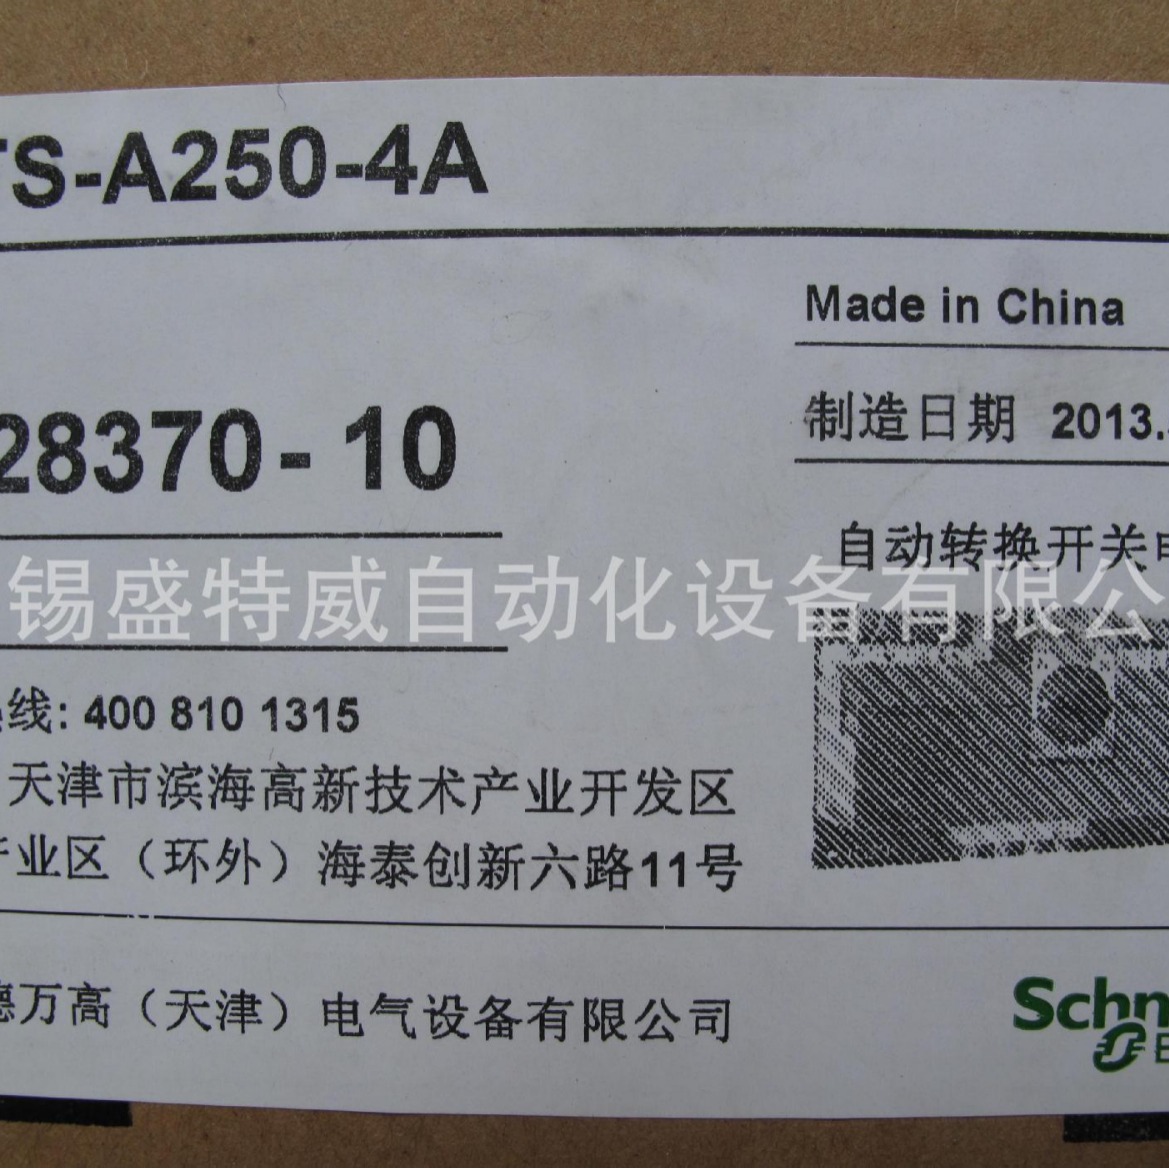 TS-A250-4A
Made in China
28370-10
制造日期 2013.
自动转换开关电
锡盛特威自动化设备有限公
热线: 400 810 1315
天津市滨海高新技术产业开发区
产业区（环外）海泰创新六路11号
德万高（天津）电气设备有限公司
Schn
E